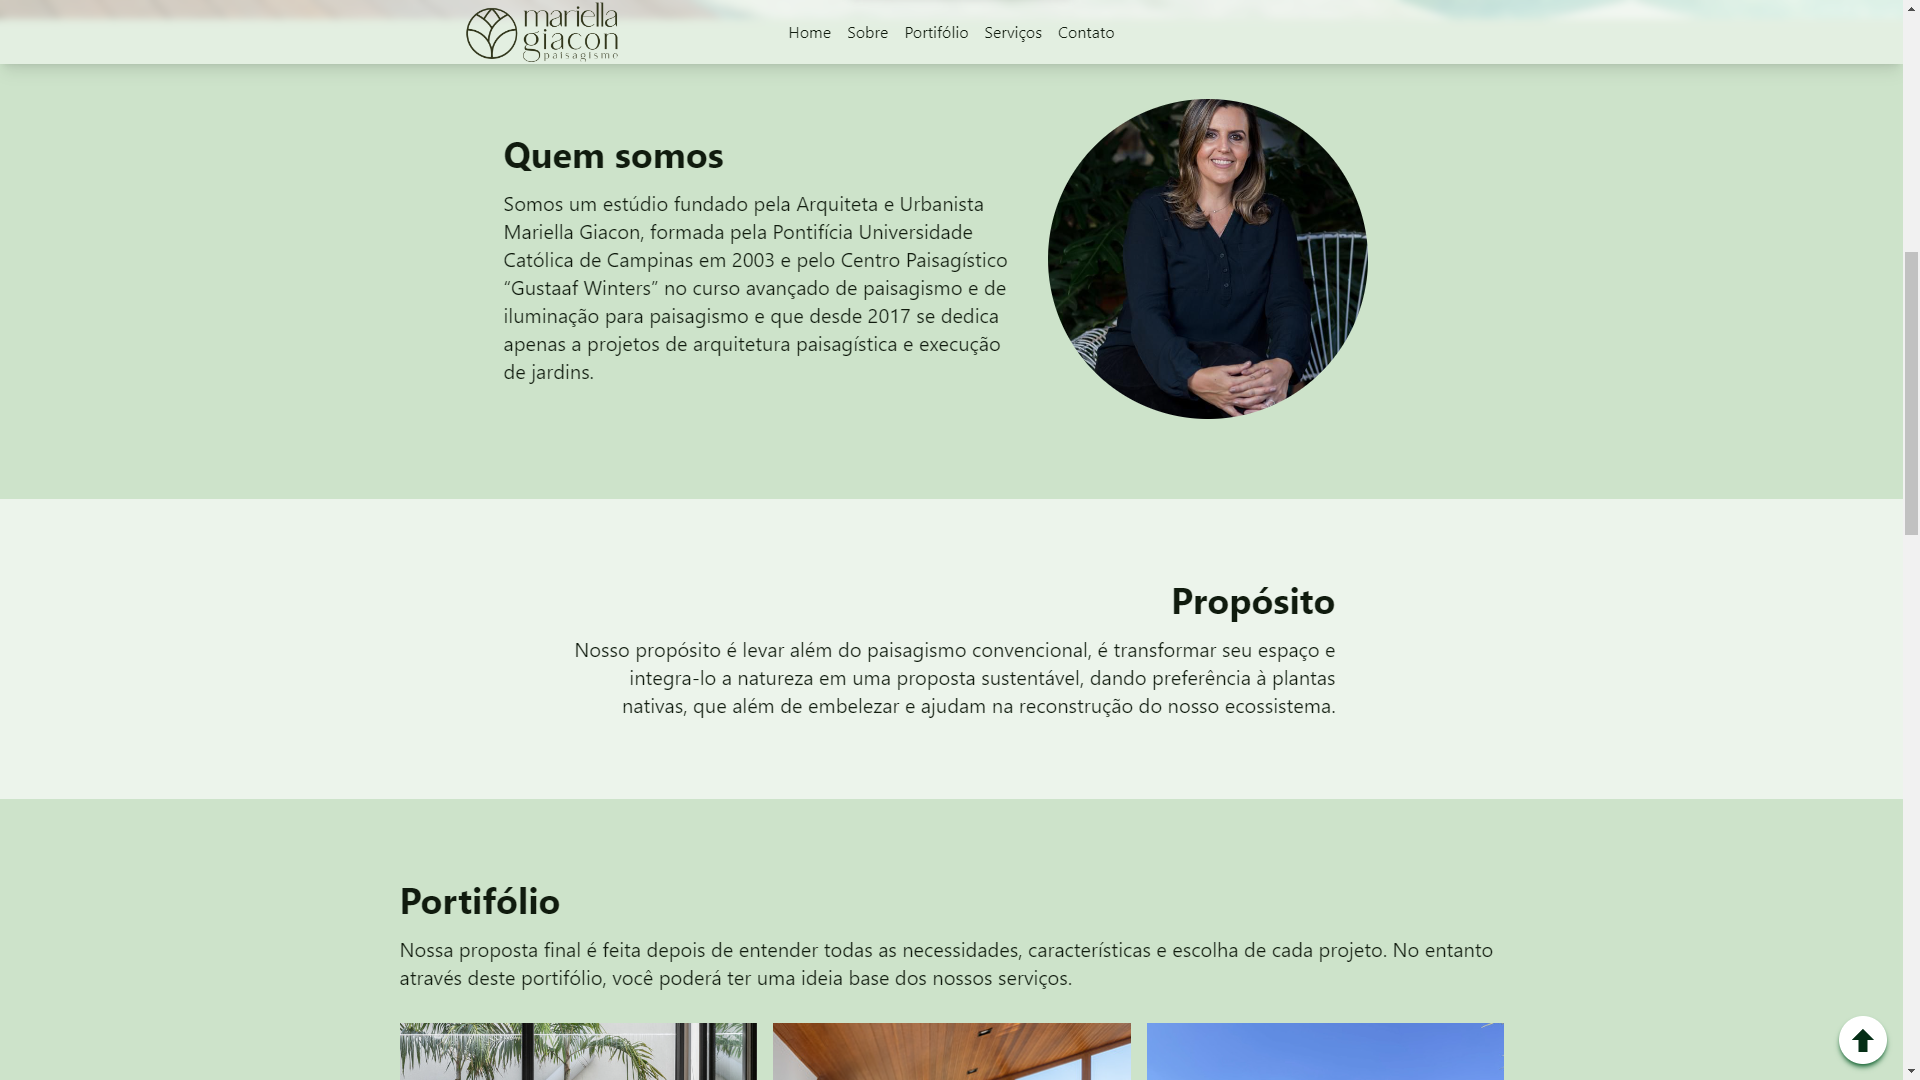 mariella
giacon
paisagismo
Home Sobre Portifólio Serviços Contato
Quem somos
Somos um estúdio fundado pela Arquiteta e Urbanista
Mariella Giacon, formada pela Pontifícia Universidade
Católica de Campinas em 2003 e pelo Centro Paisagístico
“Gustaaf Winters” no curso avançado de paisagismo e de
iluminação para paisagismo e que desde 2017 se dedica
apenas a projetos de arquitetura paisagística e execução
de jardins.
Propósito
Nosso propósito é levar além do paisagismo convencional, é transformar seu espaço e
integra-lo a natureza em uma proposta sustentável, dando preferência à plantas
nativas, que além de embelezar e ajudam na reconstrução do nosso ecossistema.
Portifólio
Nossa proposta final é feita depois de entender todas as necessidades, características e escolha de cada projeto. No entanto
através deste portifólio, você poderá ter uma ideia base dos nossos serviços.